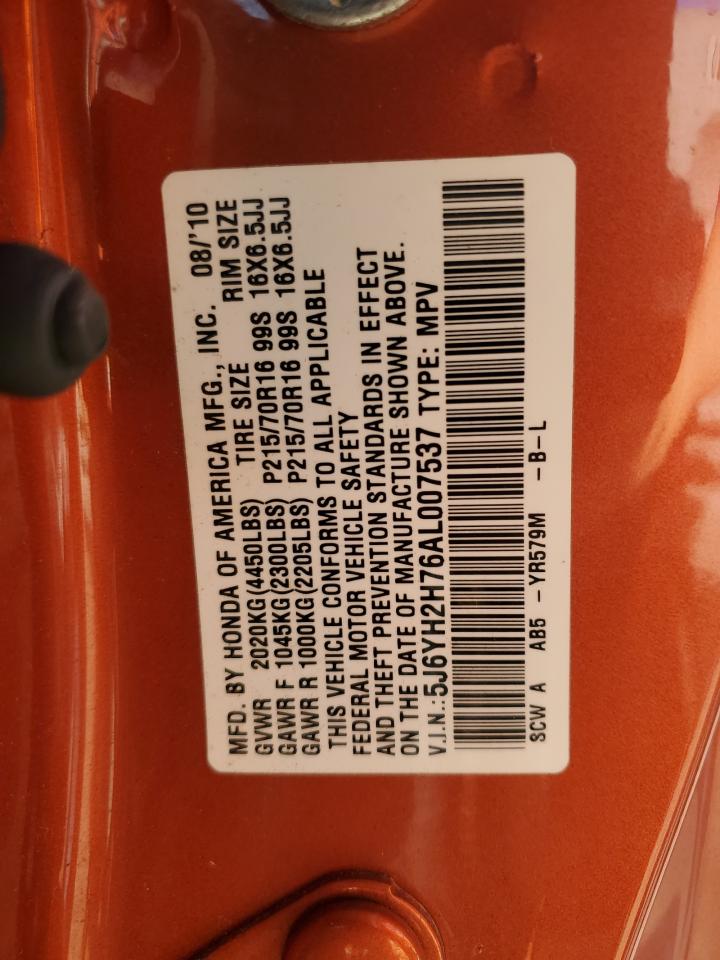 MFD. BY HONDA OF AMERICA MFG., INC. 08/'10
GVWR 2020KG(4450LBS) TIRE SIZE RIM SIZE
GAWR F 1045KG(2300LBS) P215/70R16 99S 16X6.5JJ
GAWR R 1000KG(2205LBS) P215/70R16 99S 16X6.5JJ
THIS VEHICLE CONFORMS TO ALL APPLICABLE
FEDERAL MOTOR VEHICLE SAFETY
AND THEFT PREVENTION STANDARDS IN EFFECT
ON THE DATE OF MANUFACTURE SHOWN ABOVE.
V.I.N.:5J6YH2H76AL007537 TYPE: MPV
SCW A AB5 -YR579M -B-L